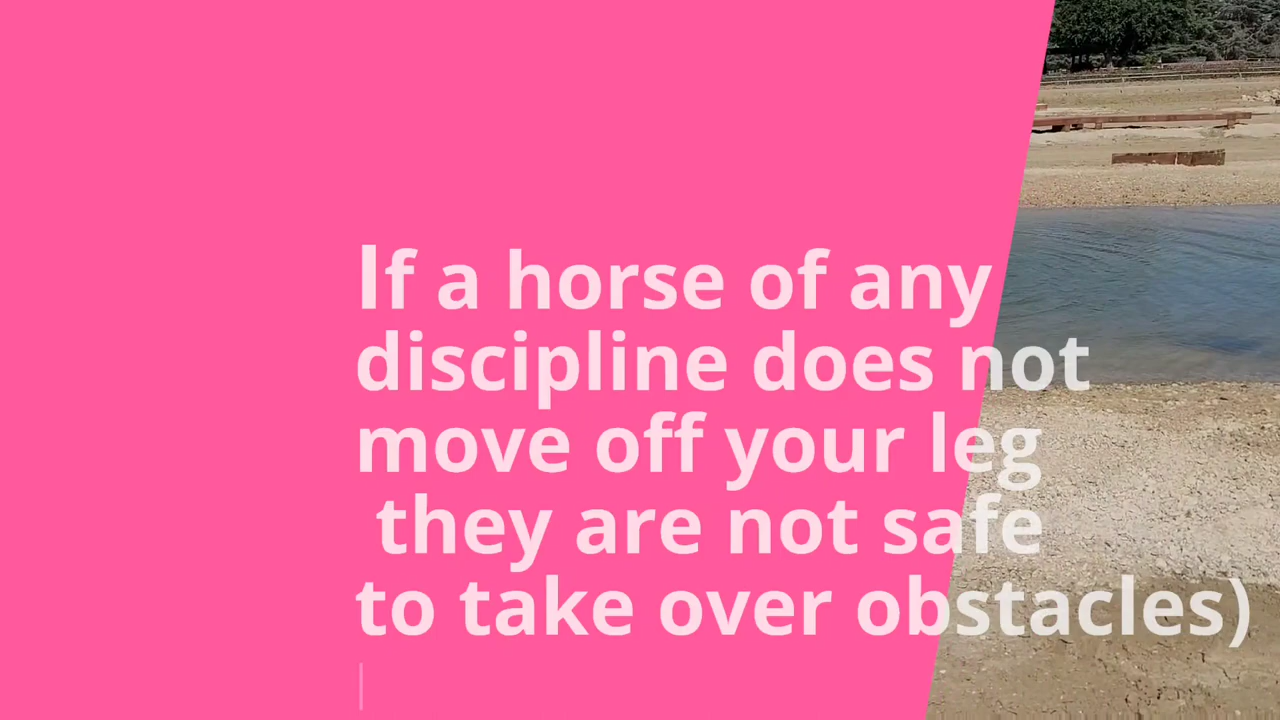 If a horse of any
discipline does not
move off your leg
they are not safe
to take over obstacles)